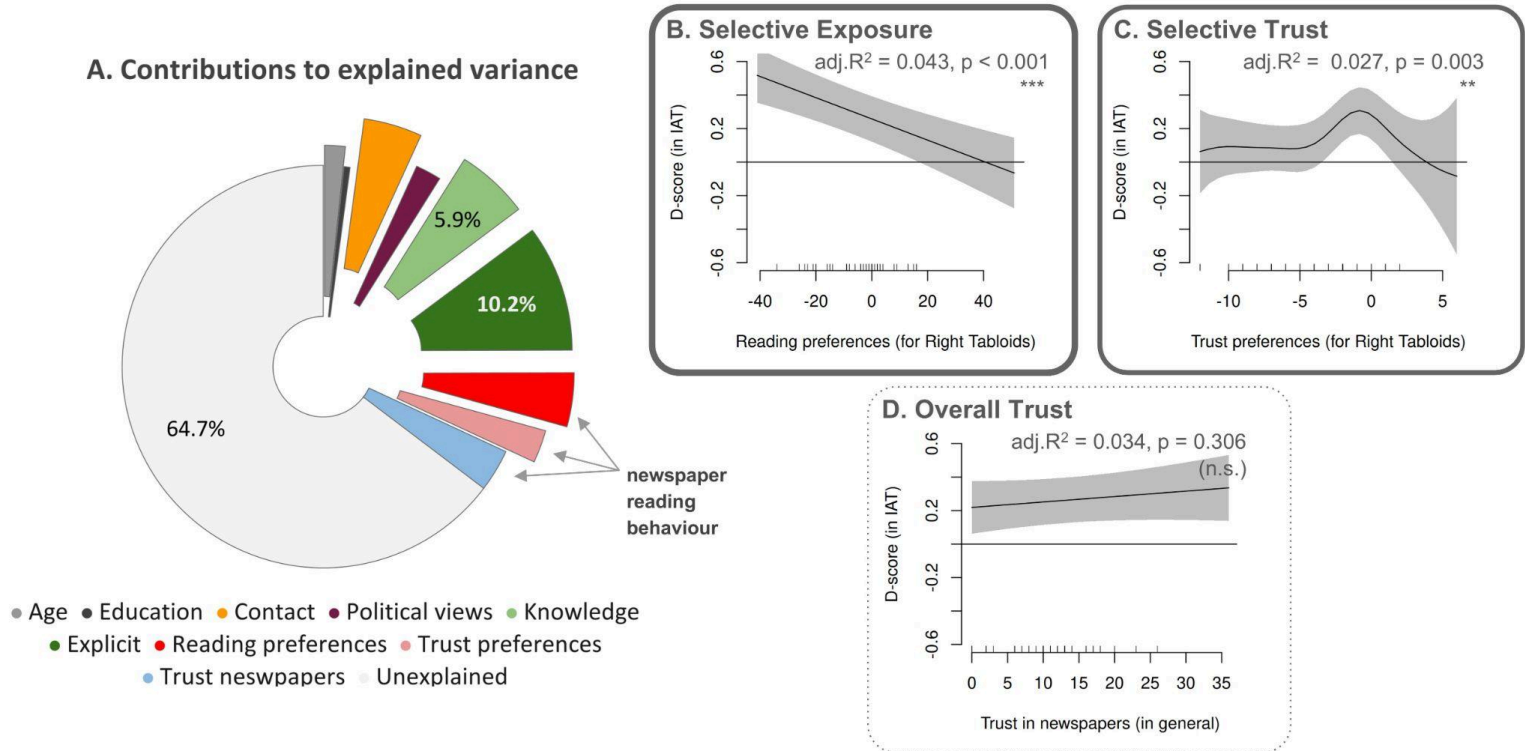 A. Contributions to explained variance
5.9%
10.2%
64.7%
newspaper
reading
behaviour
● Age ● Education ● Contact ● Political views ● Knowledge
● Explicit ● Reading preferences ● Trust preferences
● Trust neswpapers ● Unexplained
B. Selective Exposure
adj.R² = 0.043, p < 0.001
***
D-score (in IAT)
0.6
0.2
-0.2
-0.6
-40 -20 0 20 40
Reading preferences (for Right Tabloids)
C. Selective Trust
adj.R² = 0.027, p = 0.003
**
D-score (in IAT)
0.6
0.2
-0.2
-0.6
-10 -5 0 5
Trust preferences (for Right Tabloids)
D. Overall Trust
adj.R² = 0.034, p = 0.306
(n.s.)
D-score (in IAT)
0.6
0.2
-0.2
-0.6
0 5 10 15 20 25 30 35
Trust in newspapers (in general)